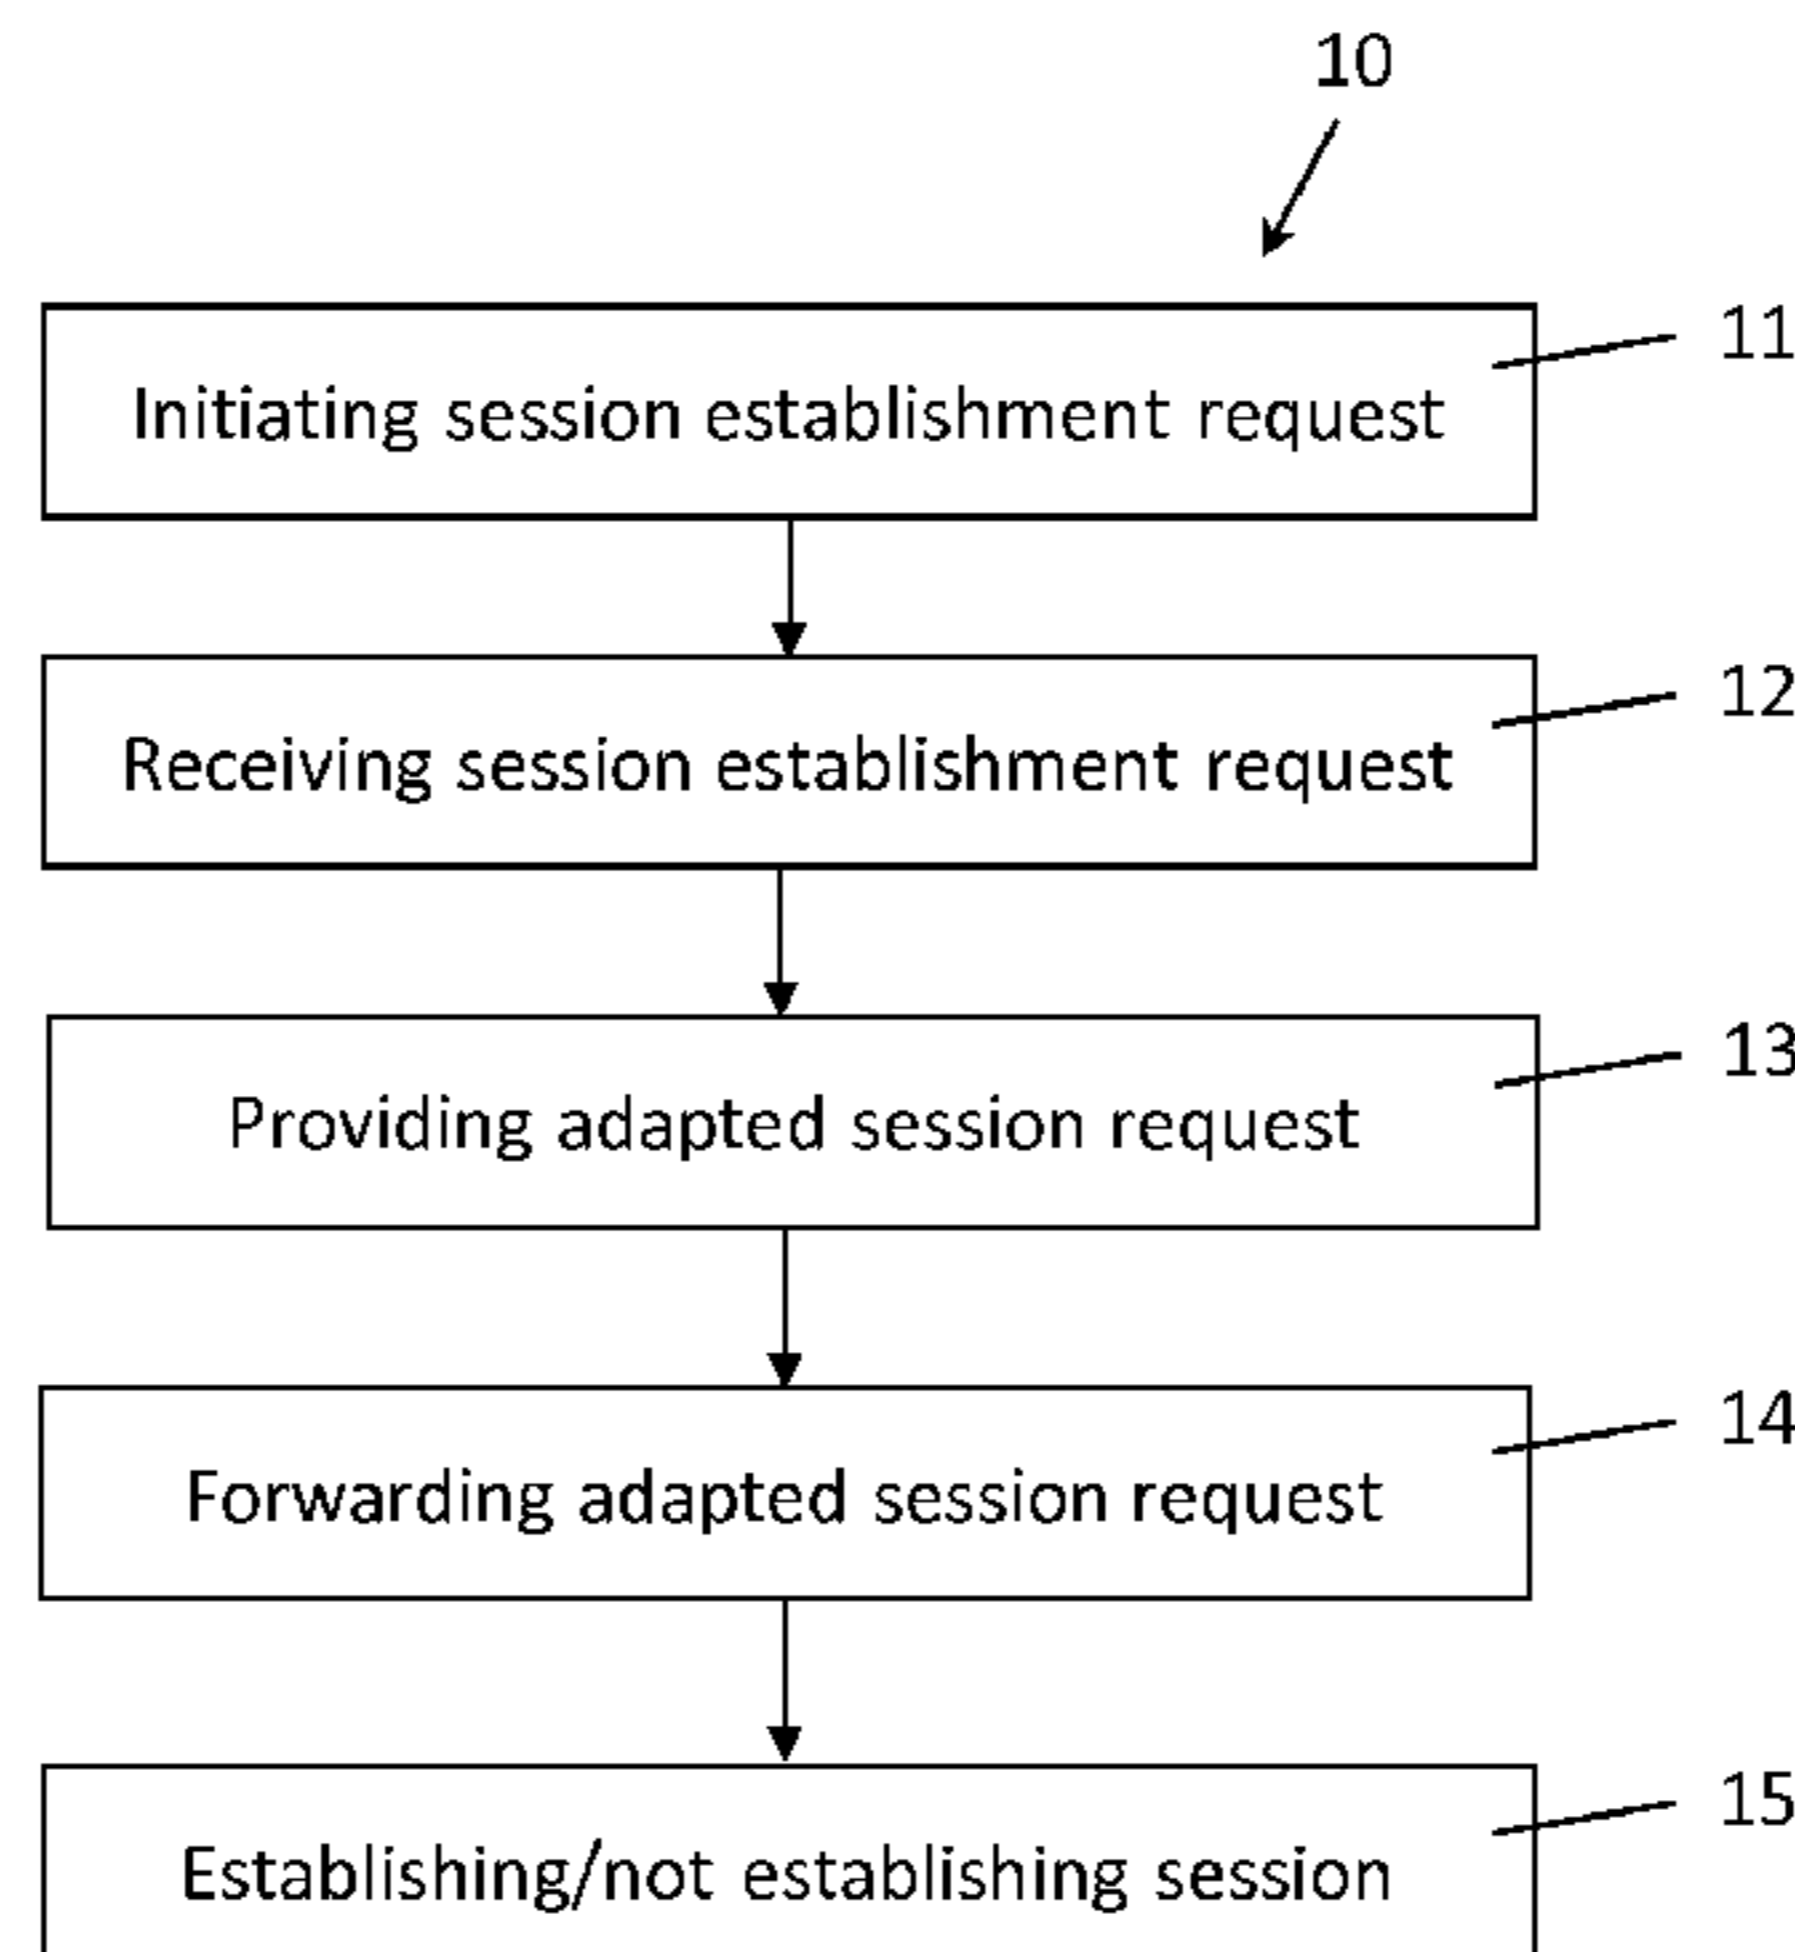 10
11
Initiating session establishment request
12
Receiving session establishment request
13
Providing adapted session request
14
Forwarding adapted session request
15
Establishing/not establishing session